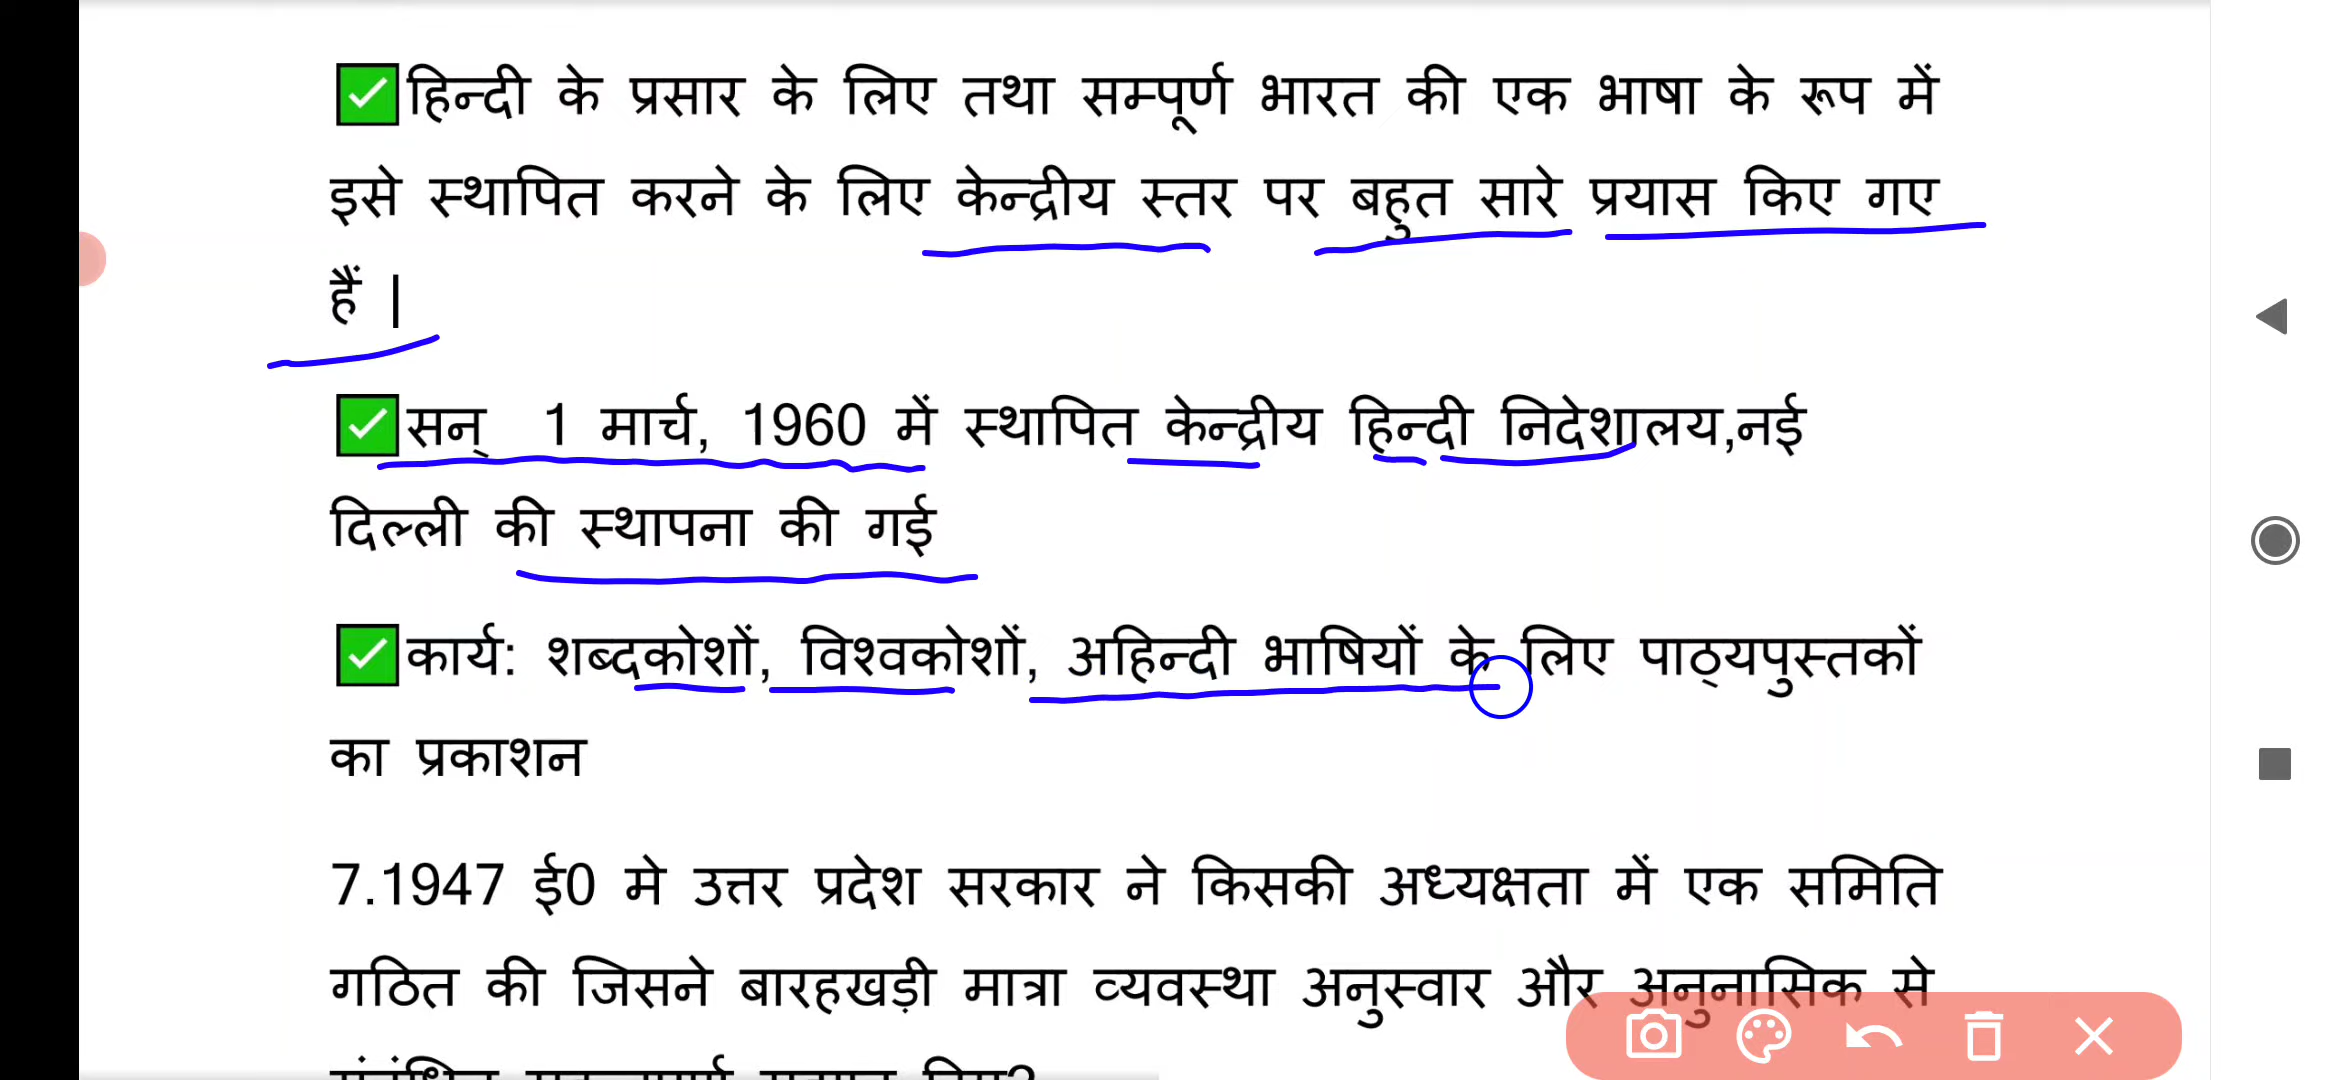 हिन्दी के प्रसार के लिए तथा सम्पूर्ण भारत की एक भाषा के रूप में
इसे स्थापित करने के लिए केन्द्रीय स्तर पर बहुत सारे प्रयास किए गए
हैं |
सन् 1 मार्च, 1960 में स्थापित केन्द्रीय हिन्दी निदेशालय,नई
दिल्ली की स्थापना की गई
कार्य: शब्दकोशों, विश्वकोशों, अहिन्दी भाषियों के लिए पाठ्यपुस्तकों
का प्रकाशन
7.1947 ई0 मे उत्तर प्रदेश सरकार ने किसकी अध्यक्षता में एक समिति
गठित की जिसने बारहखड़ी मात्रा व्यवस्था अनुस्वार और अनुनासिक से